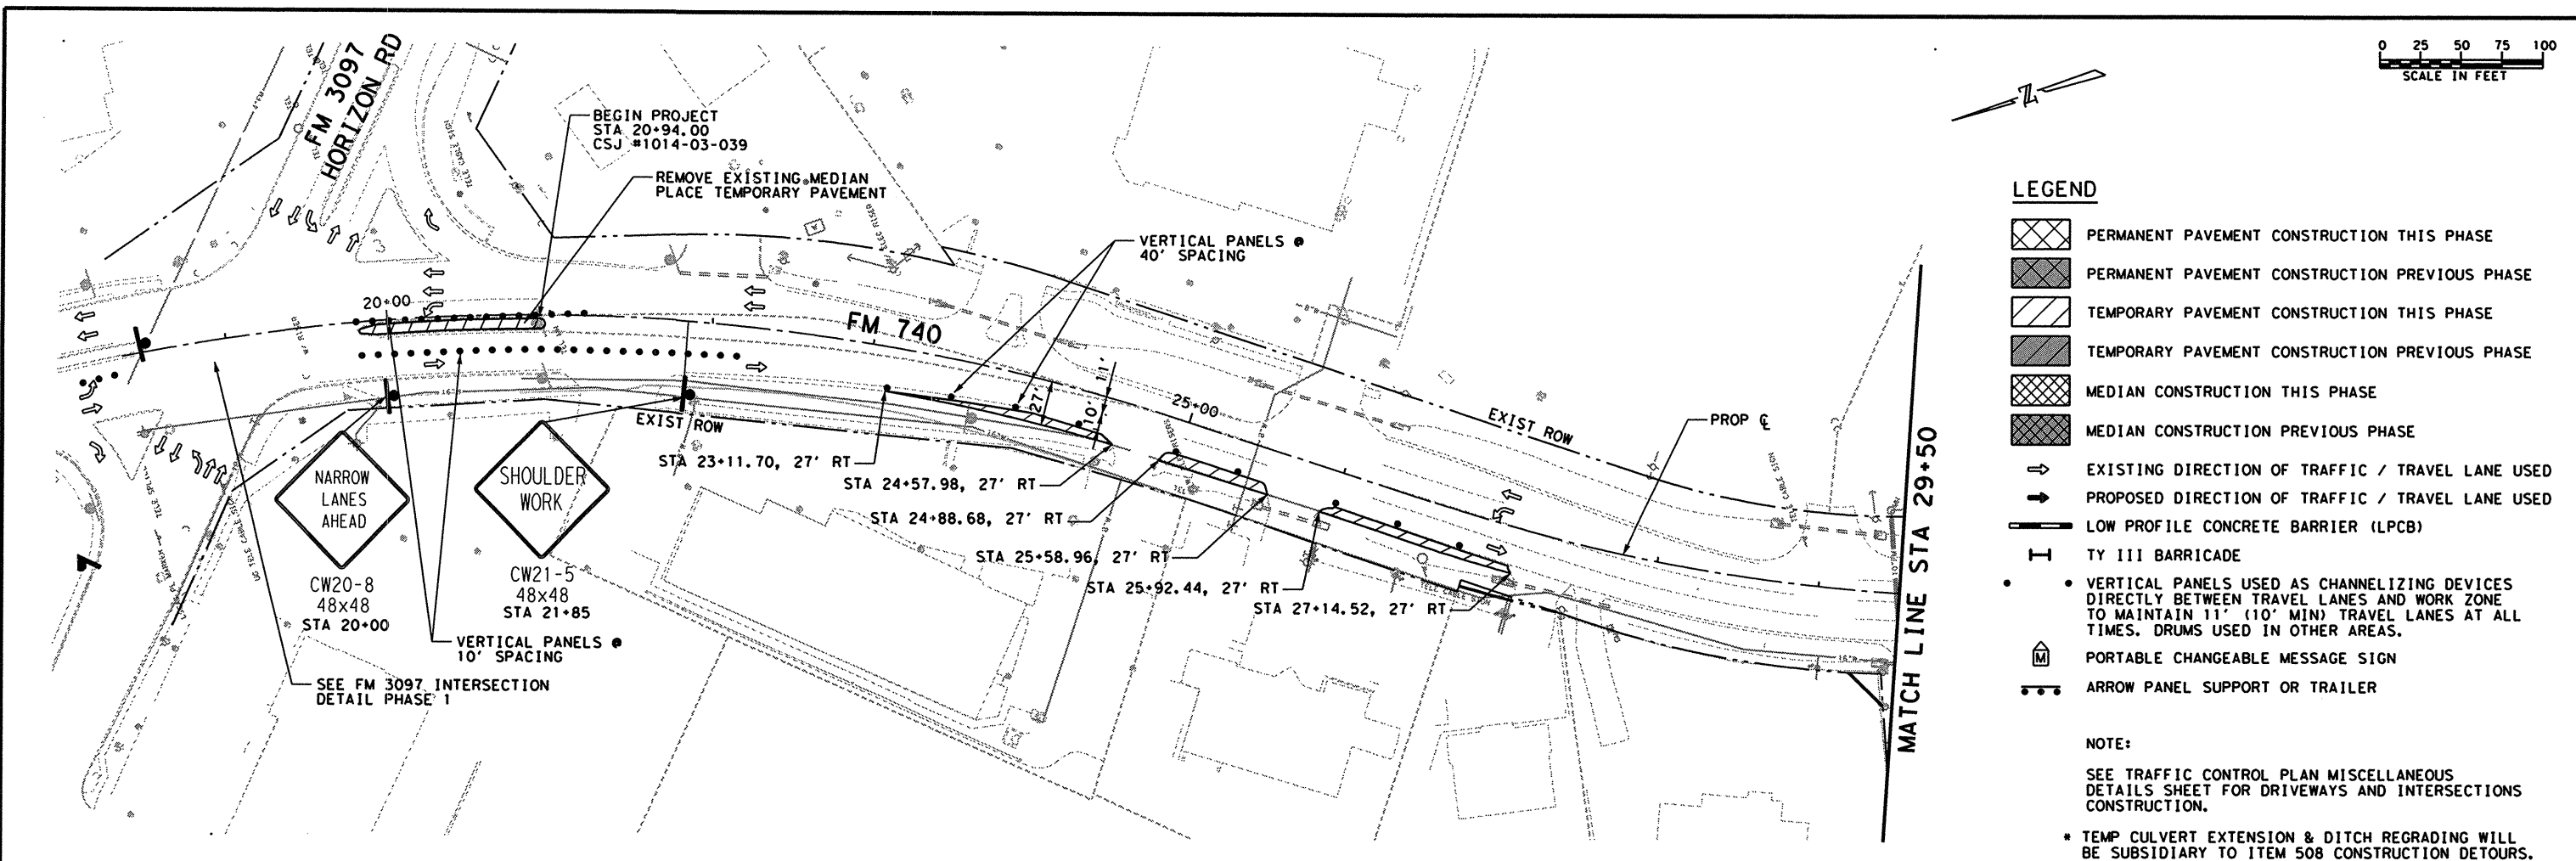 0 25 50 75 100
SCALE IN FEET
Z
FM 3097
HORIZON RD
BEGIN PROJECT
STA 20+94.00
CSJ #1014-03-039
REMOVE EXISTING MEDIAN
PLACE TEMPORARY PAVEMENT
VERTICAL PANELS @
40' SPACING
20+00
FM 740
27'
10'
11'
25+00
EXIST ROW
EXIST ROW
PROP ℄
MATCH LINE STA 29+50
TELE CABLE SIGN
ELEC RISER
TELE CABLE SIGN
NARROW
LANES
AHEAD
CW20-8
48x48
STA 20+00
SHOULDER
WORK
CW21-5
48x48
STA 21+85
STA 23+11.70, 27' RT
STA 24+57.98, 27' RT
STA 24+88.68, 27' RT
STA 25+58.96, 27' RT
STA 25+92.44, 27' RT
STA 27+14.52, 27' RT
VERTICAL PANELS @
10' SPACING
SEE FM 3097 INTERSECTION
DETAIL PHASE 1
LEGEND
PERMANENT PAVEMENT CONSTRUCTION THIS PHASE
PERMANENT PAVEMENT CONSTRUCTION PREVIOUS PHASE
TEMPORARY PAVEMENT CONSTRUCTION THIS PHASE
TEMPORARY PAVEMENT CONSTRUCTION PREVIOUS PHASE
MEDIAN CONSTRUCTION THIS PHASE
MEDIAN CONSTRUCTION PREVIOUS PHASE
EXISTING DIRECTION OF TRAFFIC / TRAVEL LANE USED
PROPOSED DIRECTION OF TRAFFIC / TRAVEL LANE USED
LOW PROFILE CONCRETE BARRIER (LPCB)
TY III BARRICADE
VERTICAL PANELS USED AS CHANNELIZING DEVICES
DIRECTLY BETWEEN TRAVEL LANES AND WORK ZONE
TO MAINTAIN 11' (10' MIN) TRAVEL LANES AT ALL
TIMES. DRUMS USED IN OTHER AREAS.
M PORTABLE CHANGEABLE MESSAGE SIGN
ARROW PANEL SUPPORT OR TRAILER
NOTE:
SEE TRAFFIC CONTROL PLAN MISCELLANEOUS
DETAILS SHEET FOR DRIVEWAYS AND INTERSECTIONS
CONSTRUCTION.
* TEMP CULVERT EXTENSION & DITCH REGRADING WILL
BE SUBSIDIARY TO ITEM 508 CONSTRUCTION DETOURS.